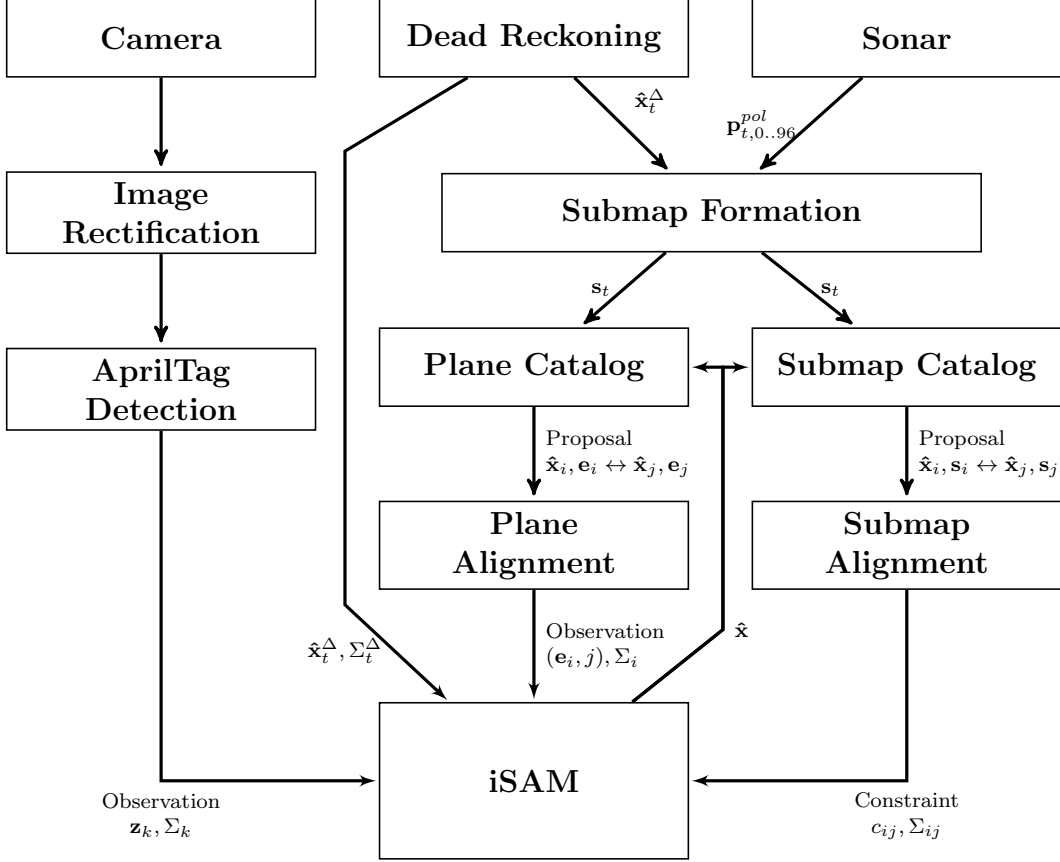 Camera
Dead Reckoning
Sonar
x̂_t^Δ
p_{t,0..96}^{pol}
Image
Rectification
Submap Formation
s_t
s_t
AprilTag
Detection
Plane Catalog
Submap Catalog
Proposal
x̂_i, e_i ↔ x̂_j, e_j
Proposal
x̂_i, s_i ↔ x̂_j, s_j
Plane
Alignment
Submap
Alignment
x̂_t^Δ, Σ_t^Δ
Observation
(e_i, j), Σ_i
x̂
iSAM
Observation
z_k, Σ_k
Constraint
c_{ij}, Σ_{ij}